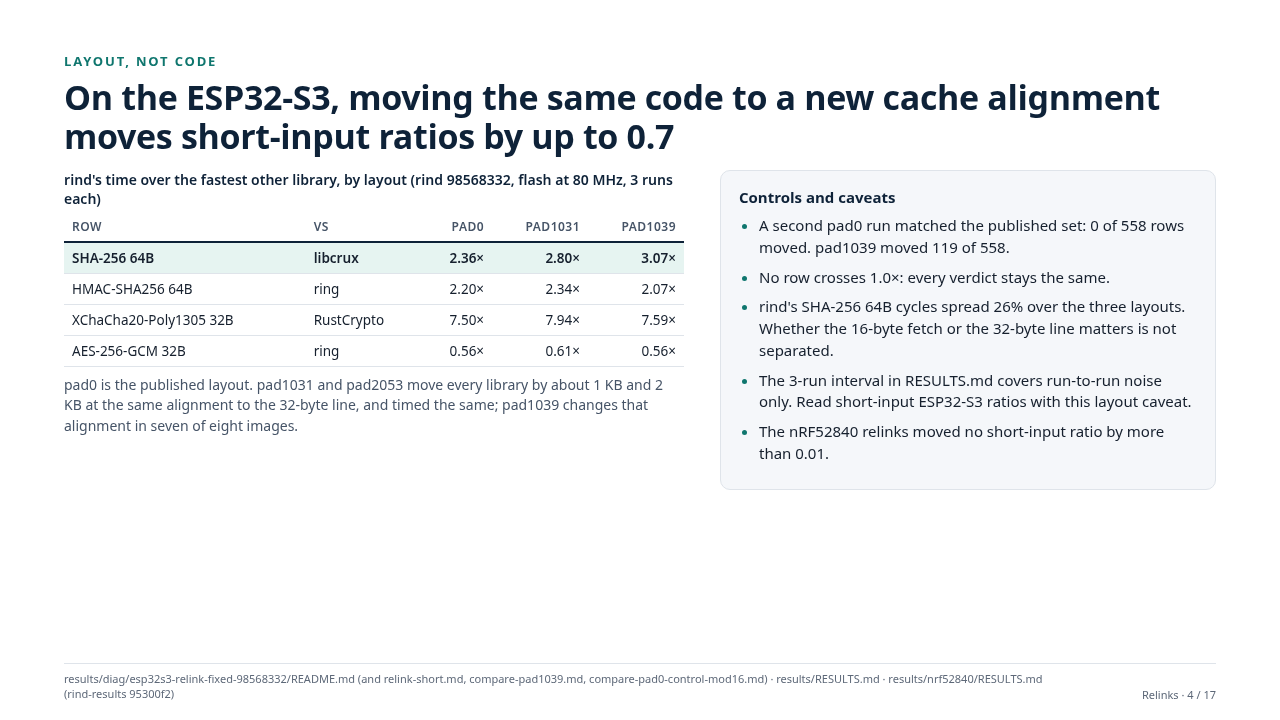 LAYOUT, NOT CODE
On the ESP32-S3, moving the same code to a new cache alignment
moves short-input ratios by up to 0.7
rind's time over the fastest other library, by layout (rind 98568332, flash at 80 MHz, 3 runs
each)
ROW VS PAD0 PAD1031 PAD1039
SHA-256 64B libcrux 2.36× 2.80× 3.07×
HMAC-SHA256 64B ring 2.20× 2.34× 2.07×
XChaCha20-Poly1305 32B RustCrypto 7.50× 7.94× 7.59×
AES-256-GCM 32B ring 0.56× 0.61× 0.56×
pad0 is the published layout. pad1031 and pad2053 move every library by about 1 KB and 2
KB at the same alignment to the 32-byte line, and timed the same; pad1039 changes that
alignment in seven of eight images.
Controls and caveats
• A second pad0 run matched the published set: 0 of 558 rows
moved. pad1039 moved 119 of 558.
• No row crosses 1.0×: every verdict stays the same.
• rind's SHA-256 64B cycles spread 26% over the three layouts.
Whether the 16-byte fetch or the 32-byte line matters is not
separated.
• The 3-run interval in RESULTS.md covers run-to-run noise
only. Read short-input ESP32-S3 ratios with this layout caveat.
• The nRF52840 relinks moved no short-input ratio by more
than 0.01.
results/diag/esp32s3-relink-fixed-98568332/README.md (and relink-short.md, compare-pad1039.md, compare-pad0-control-mod16.md) · results/RESULTS.md · results/nrf52840/RESULTS.md
(rind-results 95300f2)
Relinks · 4 / 17